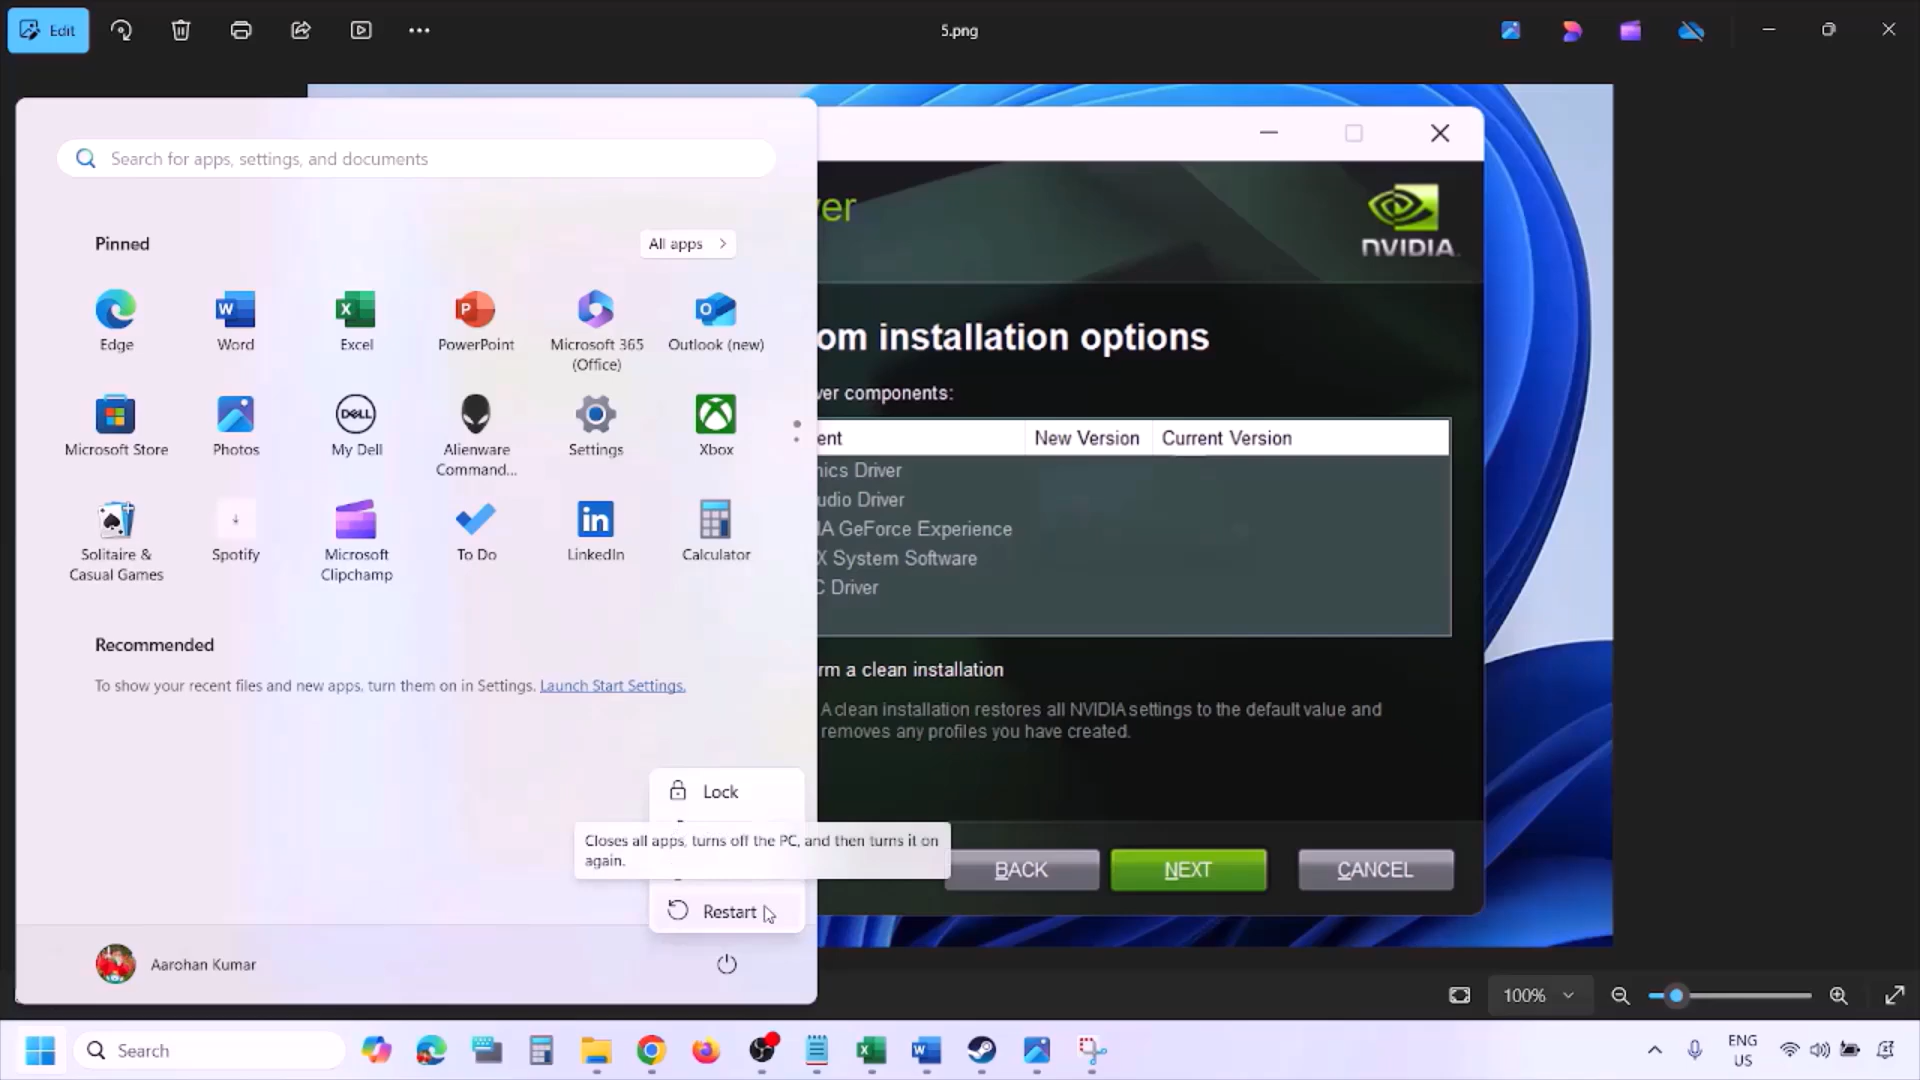 Edit
5.png
Search for apps, settings, and documents
Pinned
All apps
Edge
Word
Excel
PowerPoint
Microsoft 365
(Office)
Outlook (new)
Microsoft Store
Photos
DELL
My Dell
Alienware
Command...
Settings
Xbox
Solitaire &
Casual Games
Spotify
Microsoft
Clipchamp
To Do
LinkedIn
Calculator
Recommended
To show your recent files and new apps, turn them on in Settings. Launch Start Settings.
Lock
Closes all apps, turns off the PC, and then turns it on
again.
Restart
Aarohan Kumar
ver
NVIDIA
om installation options
ver components:
ent
New Version
Current Version
hics Driver
udio Driver
IA GeForce Experience
X System Software
C Driver
rm a clean installation
A clean installation restores all NVIDIA settings to the default value and
removes any profiles you have created.
BACK
NEXT
CANCEL
100%
Search
ENG
US